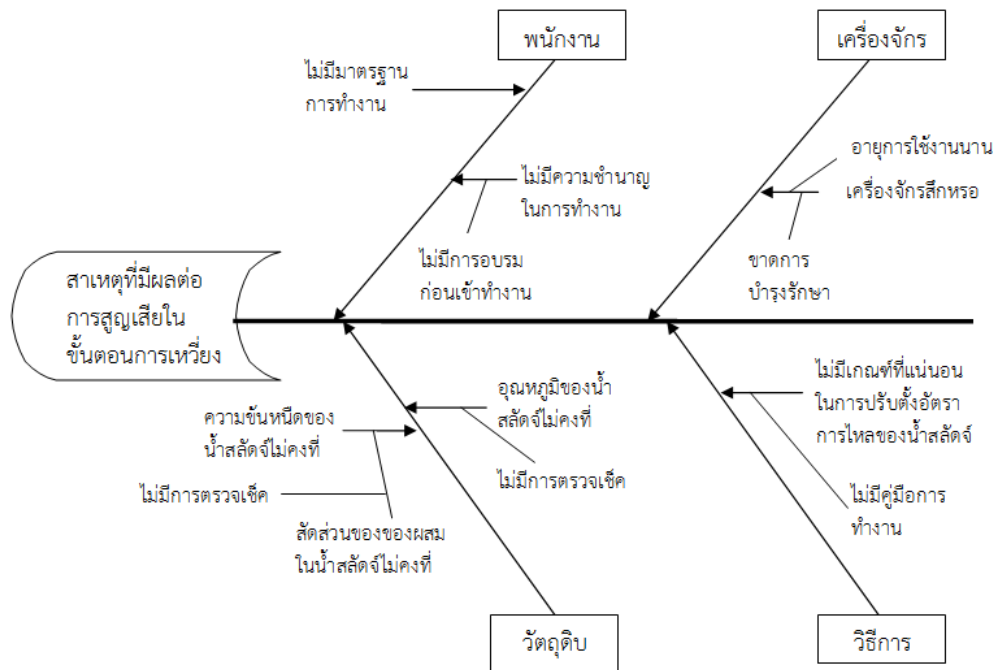 พนักงาน
เครื่องจักร
ไม่มีมาตรฐาน
การทำงาน
ไม่มีความชำนาญ
ในการทำงาน
ไม่มีการอบรม
ก่อนเข้าทำงาน
อายุการใช้งานนาน
เครื่องจักรสึกหรอ
ขาดการ
บำรุงรักษา
สาเหตุที่มีผลต่อ
การสูญเสียใน
ขั้นตอนการเหวี่ยง
ความข้นหนืดของ
น้ำสลัดจ์ไม่คงที่
ไม่มีการตรวจเช็ค
สัดส่วนของของผสม
ในน้ำสลัดจ์ไม่คงที่
อุณหภูมิของน้ำ
สลัดจ์ไม่คงที่
ไม่มีการตรวจเช็ค
ไม่มีเกณฑ์ที่แน่นอน
ในการปรับตั้งอัตรา
การไหลของน้ำสลัดจ์
ไม่มีคู่มือการ
ทำงาน
วัตถุดิบ
วิธีการ